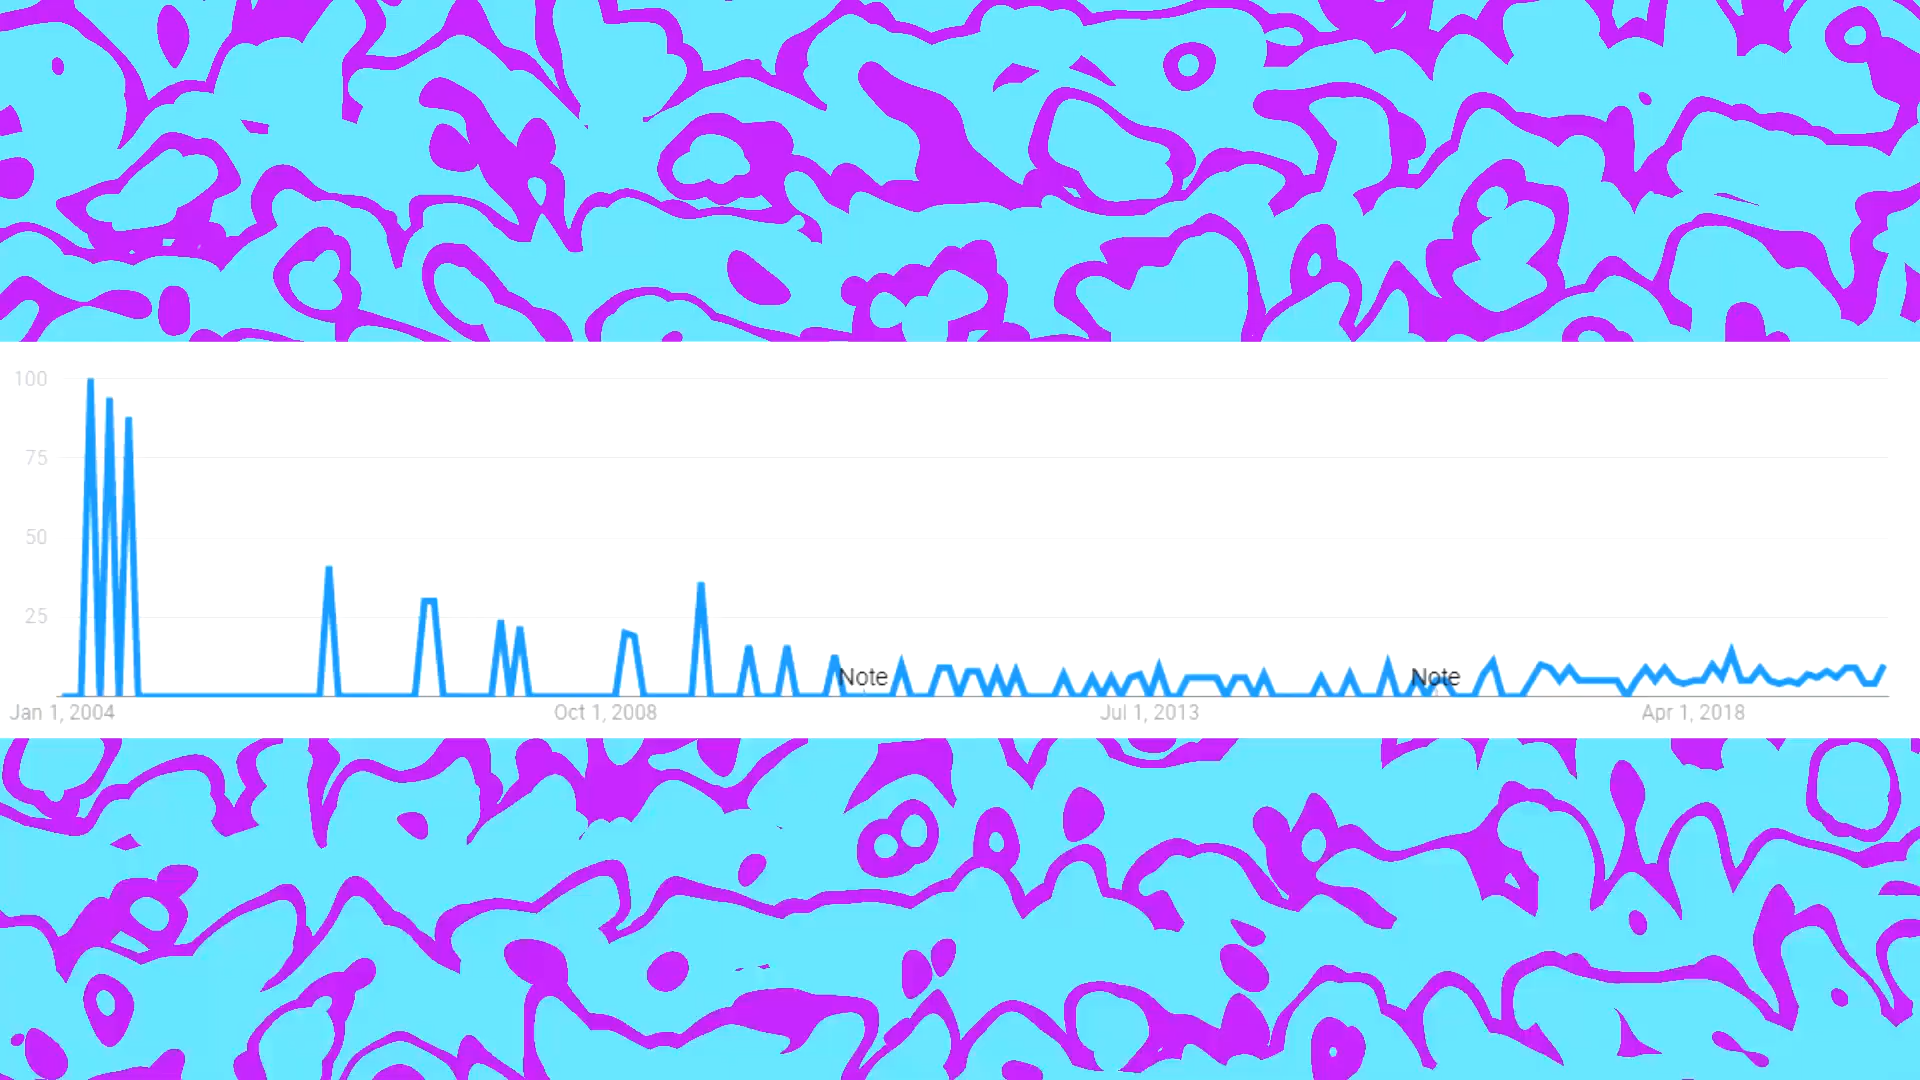 100
75
50
25
Note
Note
Jan 1, 2004
Oct 1, 2008
Jul 1, 2013
Apr 1, 2018